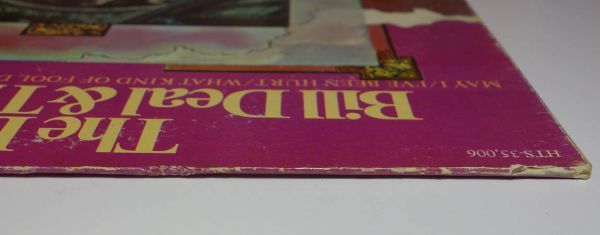 HTS-35,006
The
Bill Deal & T
MAY I/I'VE BEEN HURT/WHAT KIND OF FOOL D